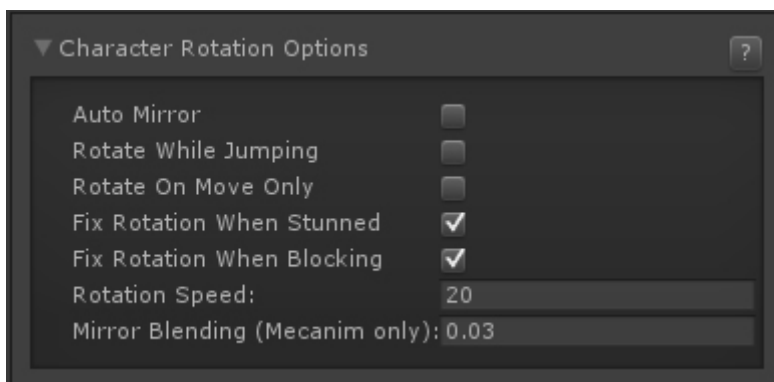 Character Rotation Options
?
Auto Mirror
Rotate While Jumping
Rotate On Move Only
Fix Rotation When Stunned
Fix Rotation When Blocking
Rotation Speed: 20
Mirror Blending (Mecanim only): 0.03